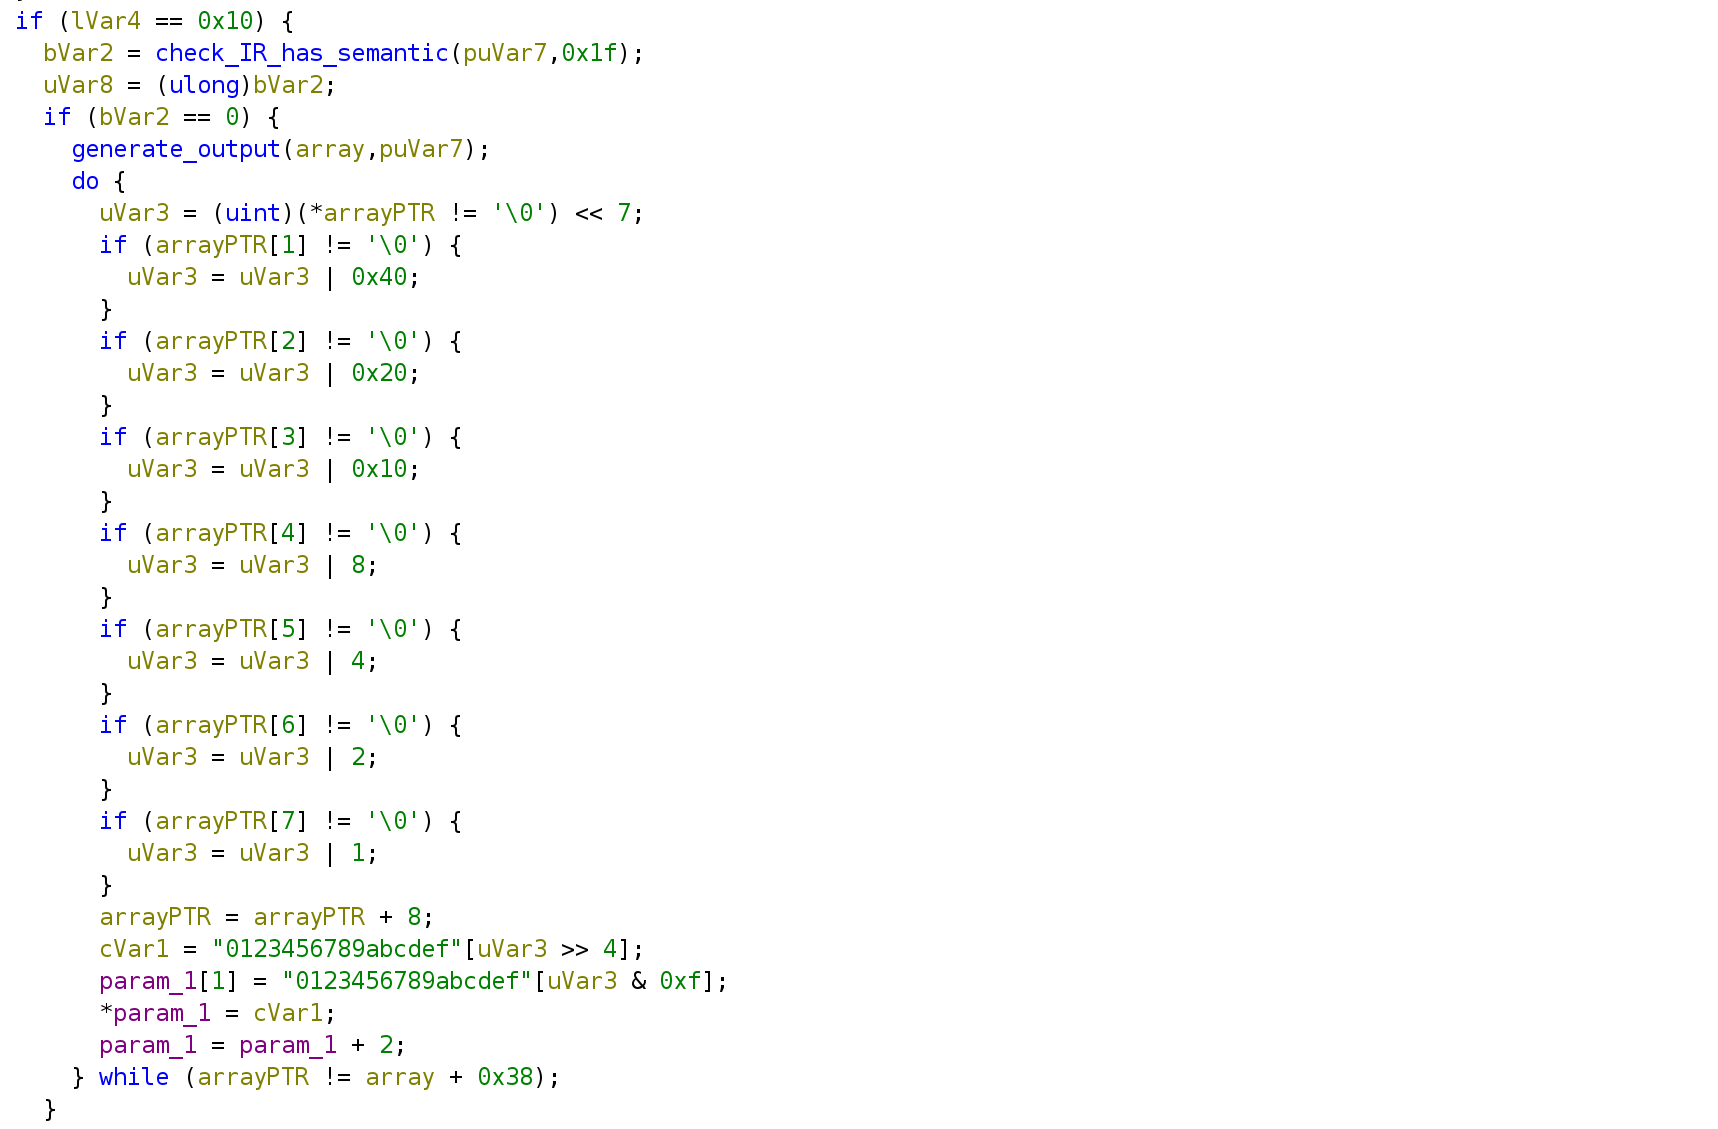 if (lVar4 == 0x10) {
  bVar2 = check_IR_has_semantic(puVar7,0x1f);
  uVar8 = (ulong)bVar2;
  if (bVar2 == 0) {
    generate_output(array,puVar7);
    do {
      uVar3 = (uint)(*arrayPTR != '\0') << 7;
      if (arrayPTR[1] != '\0') {
        uVar3 = uVar3 | 0x40;
      }
      if (arrayPTR[2] != '\0') {
        uVar3 = uVar3 | 0x20;
      }
      if (arrayPTR[3] != '\0') {
        uVar3 = uVar3 | 0x10;
      }
      if (arrayPTR[4] != '\0') {
        uVar3 = uVar3 | 8;
      }
      if (arrayPTR[5] != '\0') {
        uVar3 = uVar3 | 4;
      }
      if (arrayPTR[6] != '\0') {
        uVar3 = uVar3 | 2;
      }
      if (arrayPTR[7] != '\0') {
        uVar3 = uVar3 | 1;
      }
      arrayPTR = arrayPTR + 8;
      cVar1 = "0123456789abcdef"[uVar3 >> 4];
      param_1[1] = "0123456789abcdef"[uVar3 & 0xf];
      *param_1 = cVar1;
      param_1 = param_1 + 2;
    } while (arrayPTR != array + 0x38);
  }